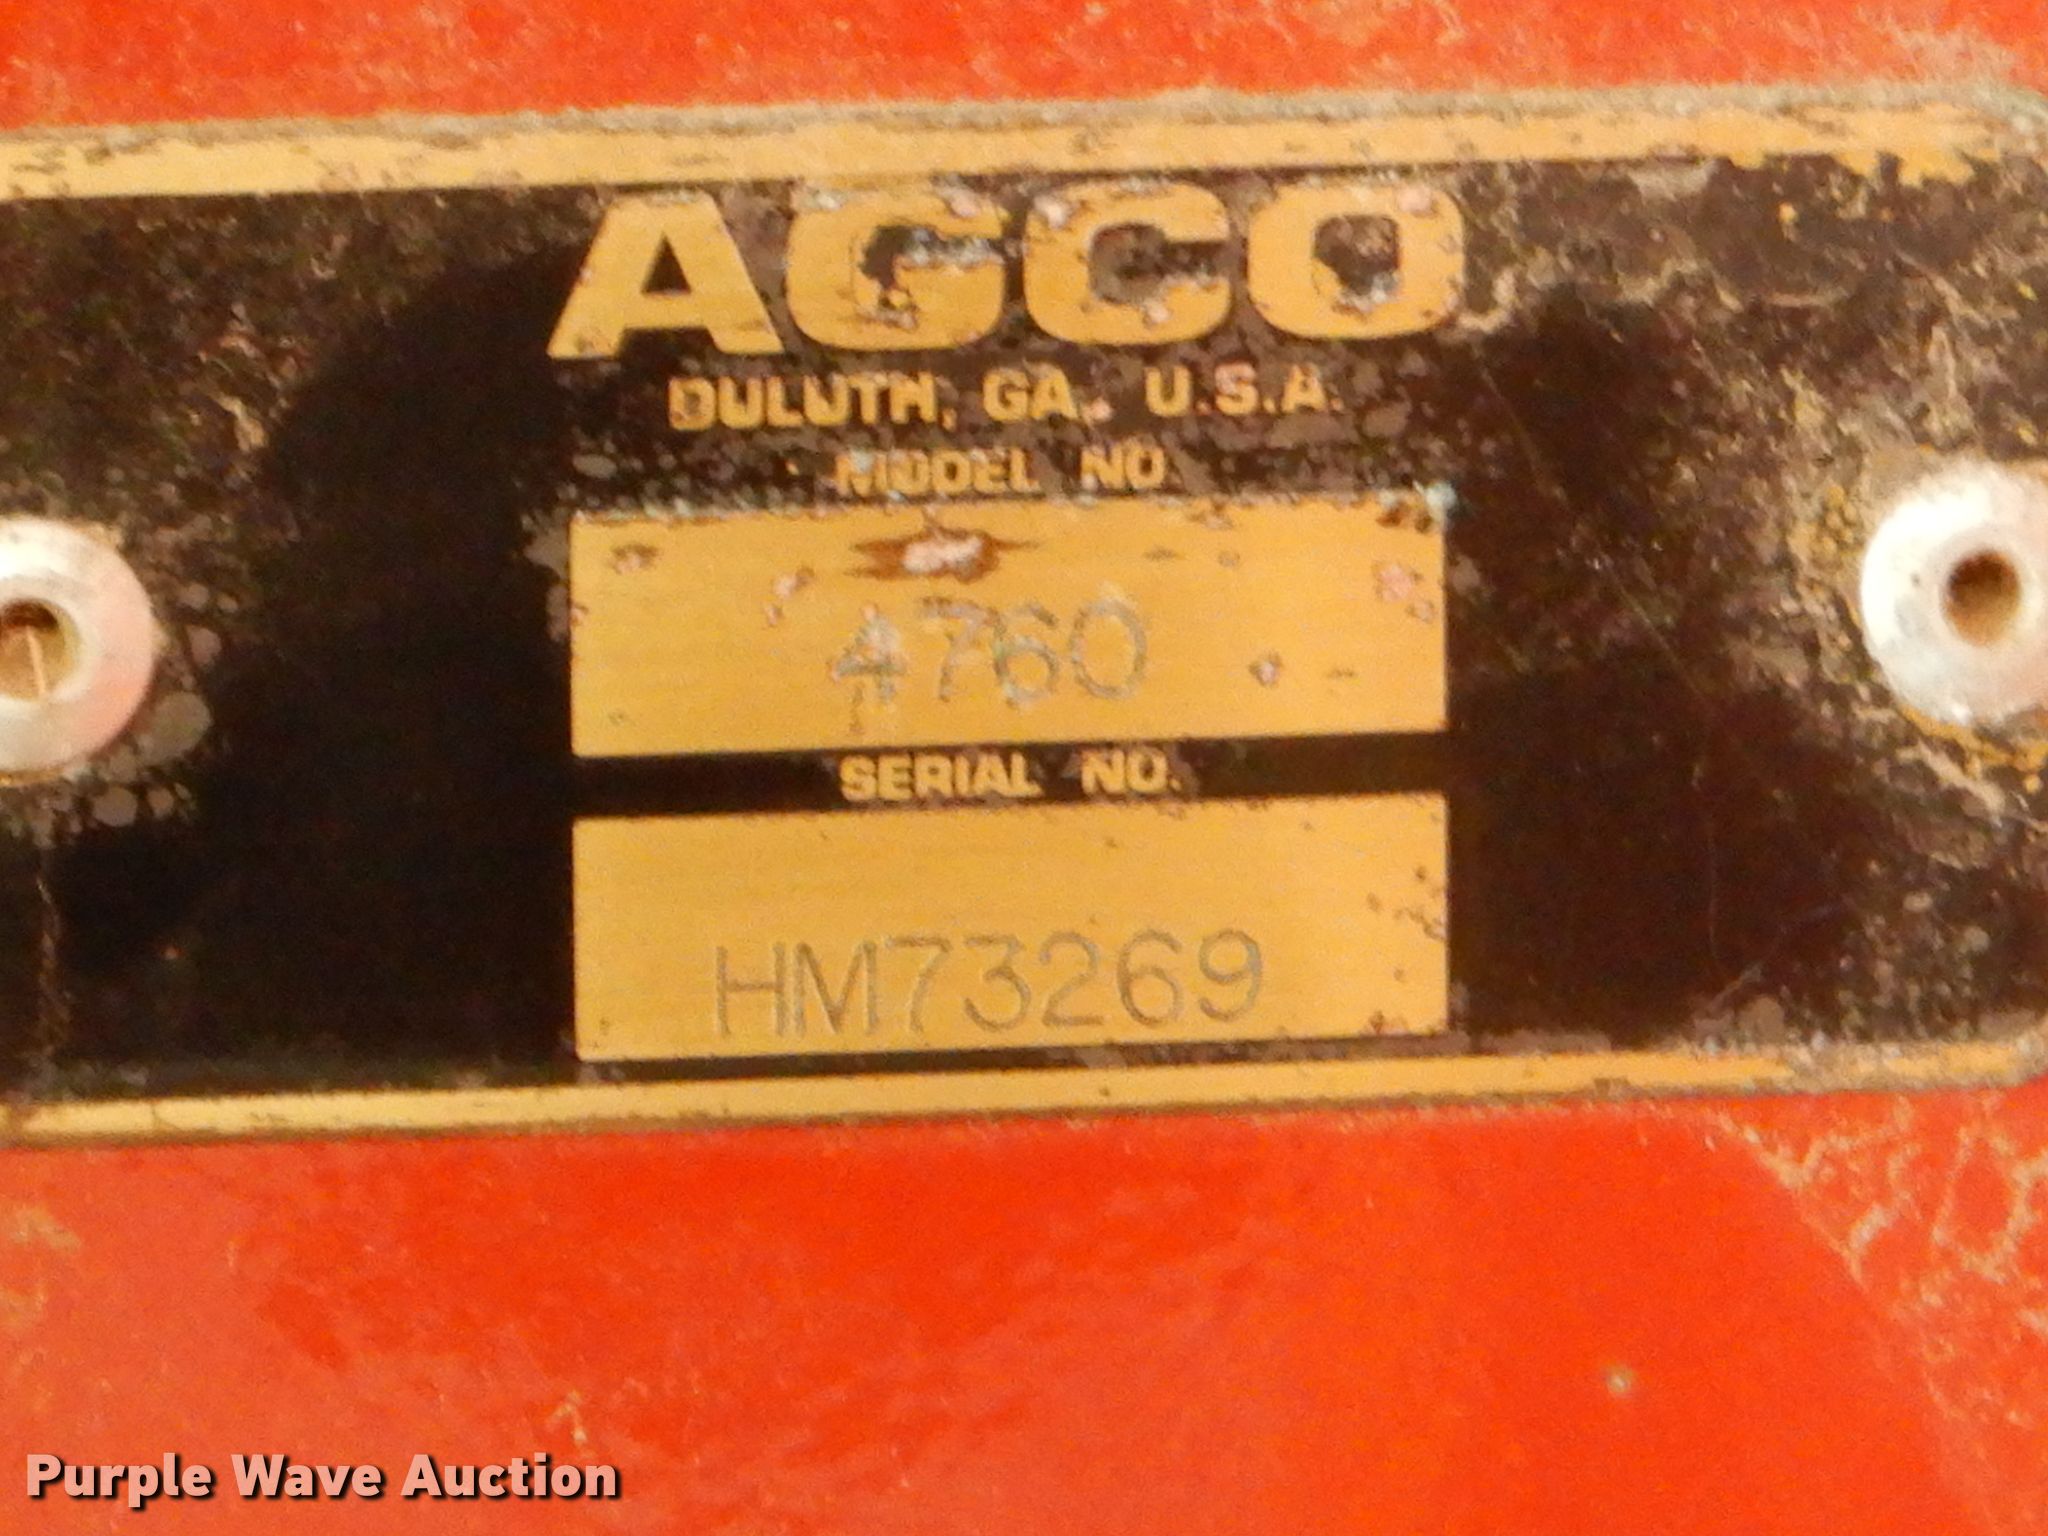 AGCO
DULUTH, GA., U.S.A.
MODEL NO.
4760
SERIAL NO.
HM73269
Purple Wave Auction